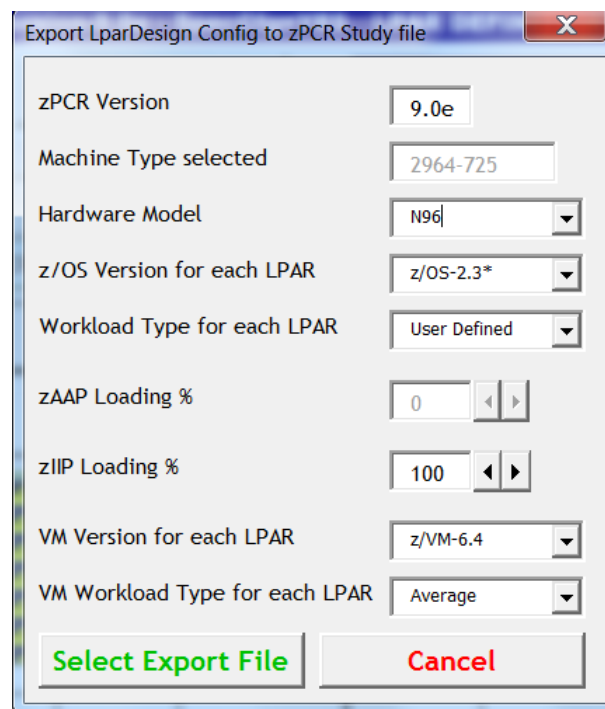 Export LparDesign Config to zPCR Study file
zPCR Version 9.0e
Machine Type selected 2964-725
Hardware Model N96
z/OS Version for each LPAR z/OS-2.3*
Workload Type for each LPAR User Defined
zAAP Loading % 0
zIIP Loading % 100
VM Version for each LPAR z/VM-6.4
VM Workload Type for each LPAR Average
Select Export File Cancel